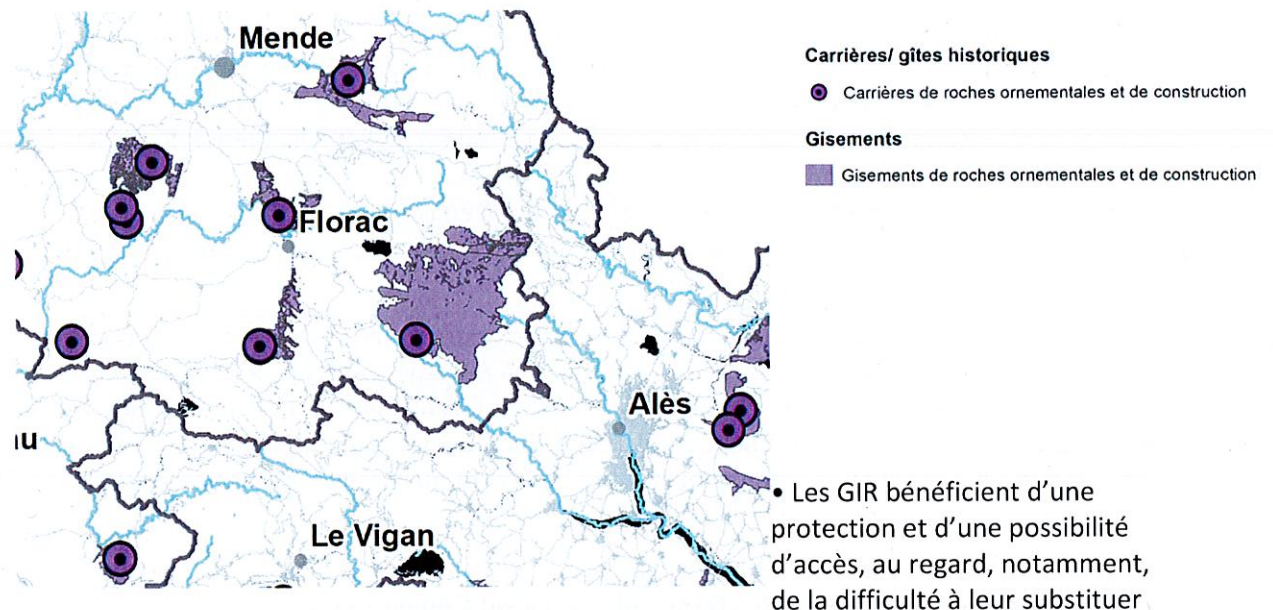 Mende
Florac
Alès
Le Vigan
Carrières/ gîtes historiques
Carrières de roches ornementales et de construction
Gisements
Gisements de roches ornementales et de construction
• Les GIR bénéficient d'une
protection et d'une possibilité
d'accès, au regard, notamment,
de la difficulté à leur substituer